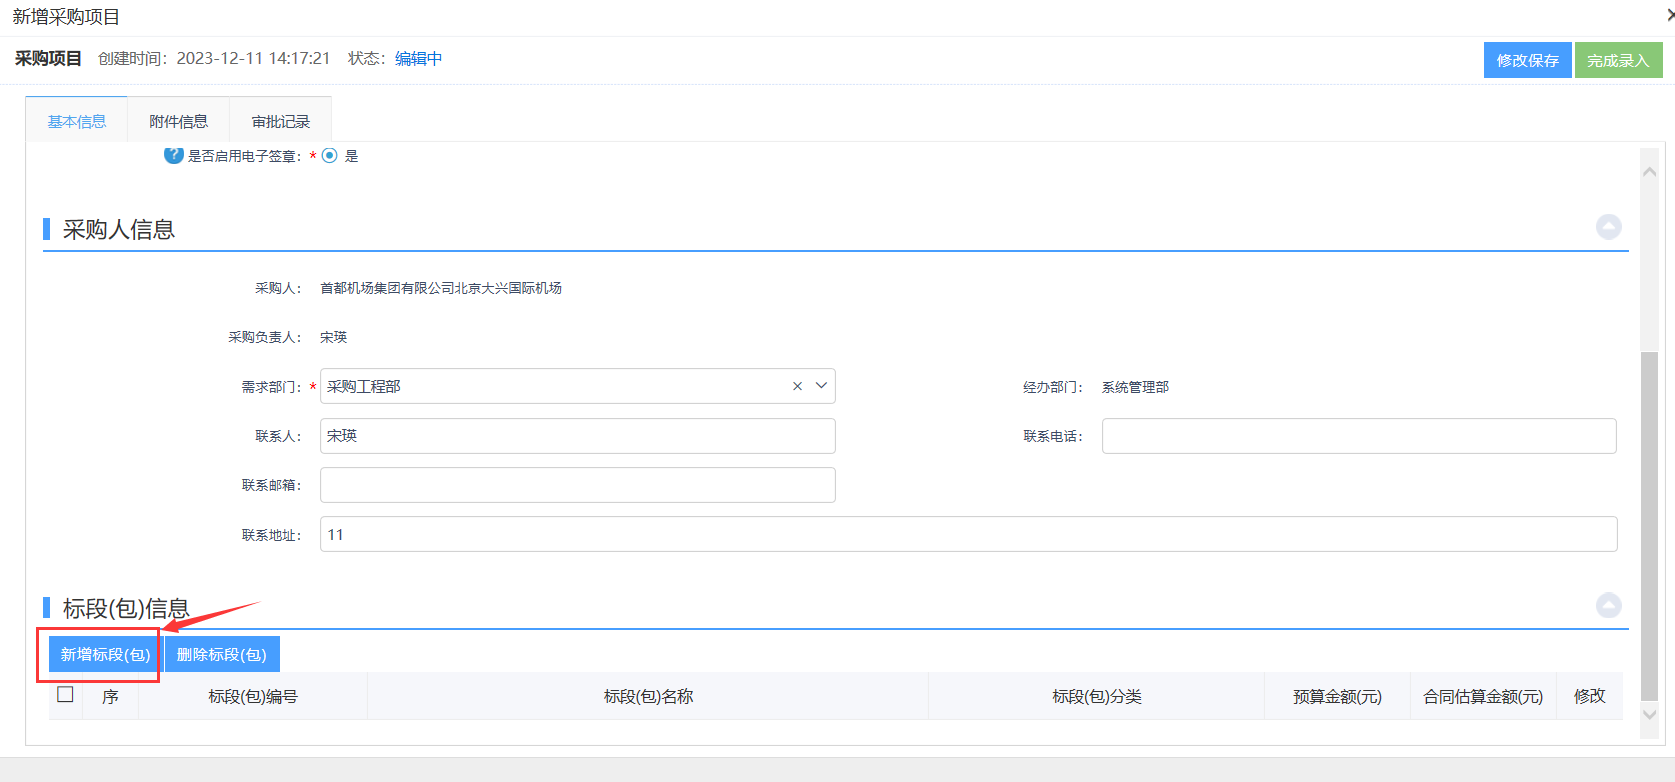 新增采购项目
采购项目 创建时间：2023-12-11 14:17:21 状态：编辑中 修改保存 完成录入
基本信息 附件信息 审批记录
是否启用电子签章：* 是
采购人信息
采购人： 首都机场集团有限公司北京大兴国际机场
采购负责人： 宋瑛
需求部门：* 采购工程部 经办部门： 系统管理部
联系人： 宋瑛 联系电话：
联系邮箱：
联系地址： 11
标段(包)信息
新增标段(包) 删除标段(包)
序 标段(包)编号 标段(包)名称 标段(包)分类 预算金额(元) 合同估算金额(元) 修改